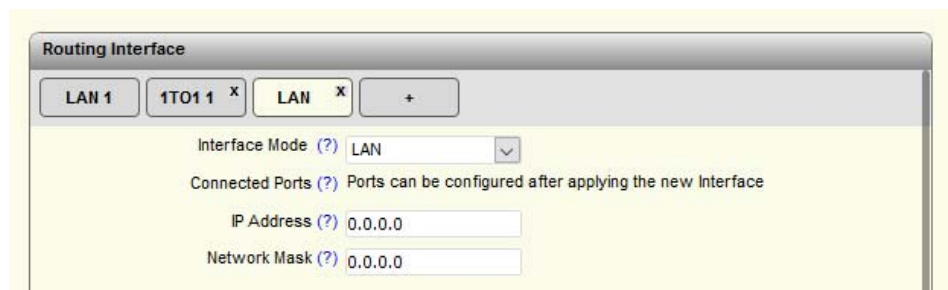 Routing Interface
LAN 1 1TO1 1 X LAN X +
Interface Mode (?) LAN
Connected Ports (?) Ports can be configured after applying the new Interface
IP Address (?) 0.0.0.0
Network Mask (?) 0.0.0.0